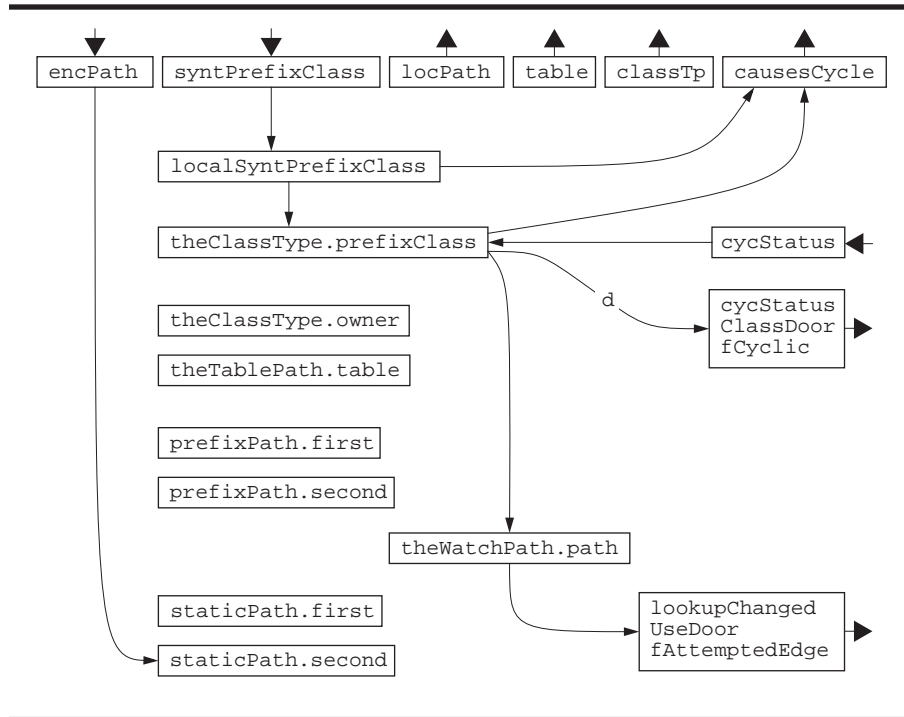 encPath
syntPrefixClass
locPath
table
classTp
causesCycle
localSyntPrefixClass
theClassType.prefixClass
cycStatus
d
cycStatus
ClassDoor
fCyclic
theClassType.owner
theTablePath.table
prefixPath.first
prefixPath.second
theWatchPath.path
lookupChanged
UseDoor
fAttemptedEdge
staticPath.first
staticPath.second